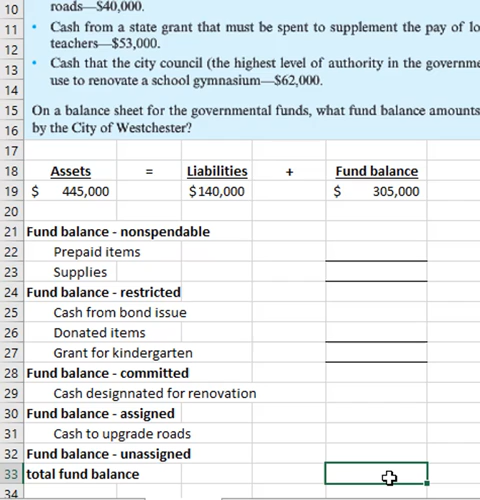 10 roads—$40,000.
11 • Cash from a state grant that must be spent to supplement the pay of
12 teachers—$53,000.
13 • Cash that the city council (the highest level of authority in the
14 use to renovate a school gymnasium—$62,000.
15 On a balance sheet for the governmental funds, what fund balance amounts
16 by the City of Westchester?
17
18 Assets = Liabilities + Fund balance
19 $ 445,000 $140,000 $ 305,000
20
21 Fund balance - nonspendable
22 Prepaid items
23 Supplies
24 Fund balance - restricted
25 Cash from bond issue
26 Donated items
27 Grant for kindergarten
28 Fund balance - committed
29 Cash designnated for renovation
30 Fund balance - assigned
31 Cash to upgrade roads
32 Fund balance - unassigned
33 total fund balance
34